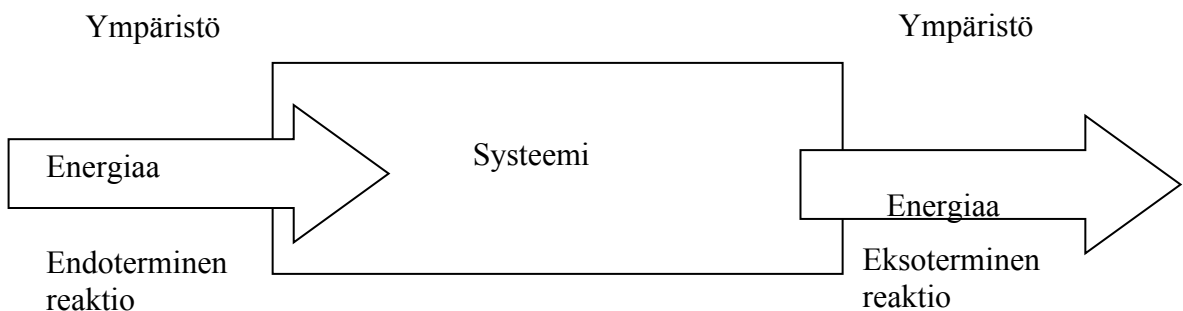 Ympäristö
Ympäristö
Energiaa
Systeemi
Energiaa
Endoterminen
reaktio
Eksoterminen
reaktio